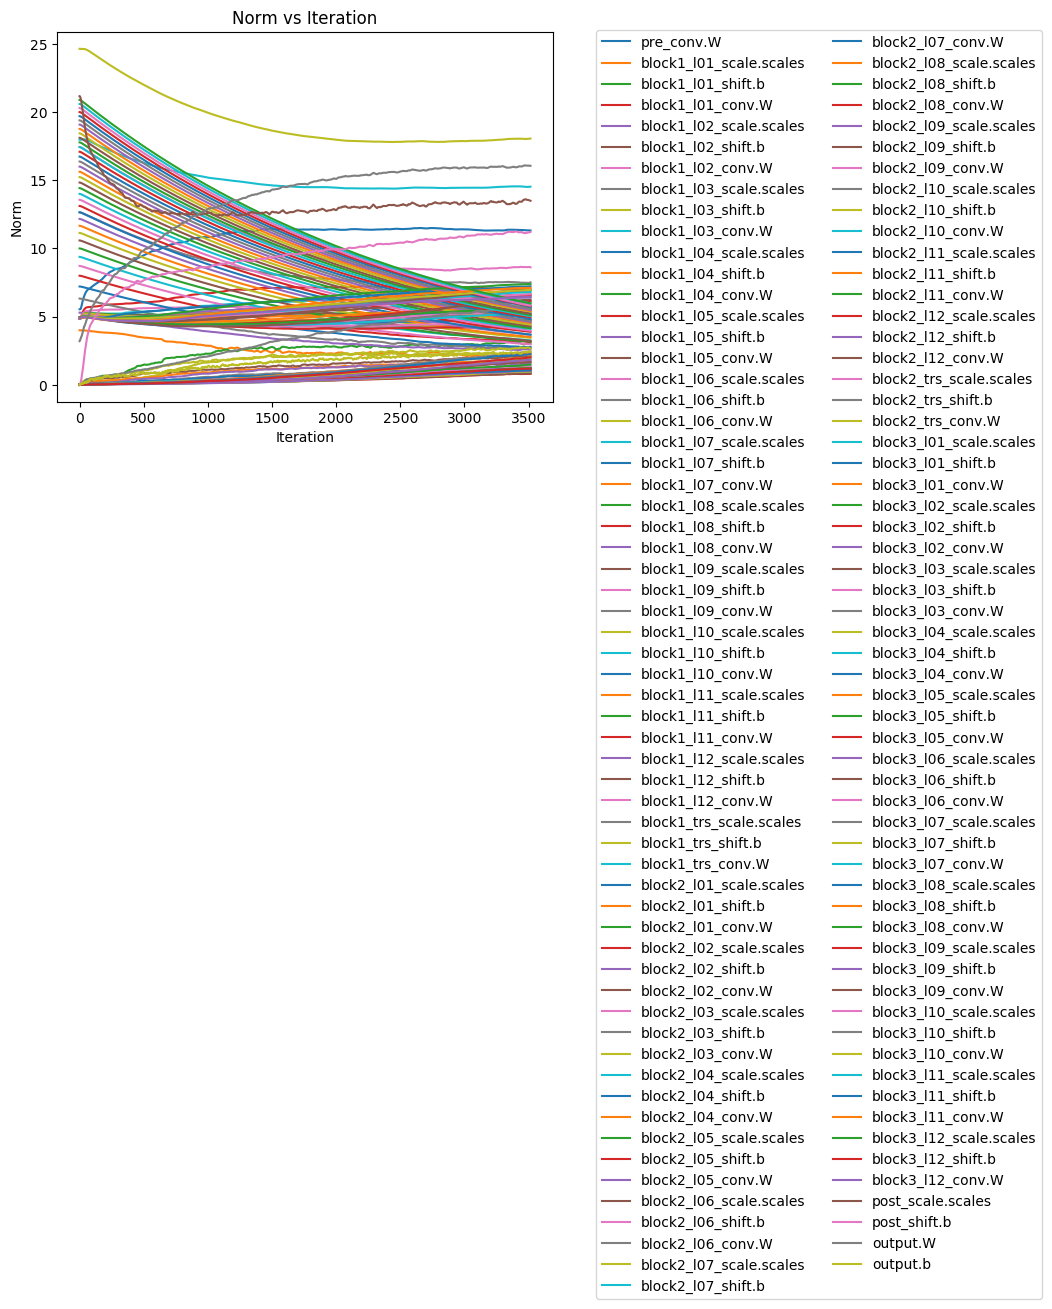 Norm vs Iteration
25
20
15
10
5
0
Norm
0
500
1000
1500
2000
2500
3000
3500
Iteration
pre_conv.W
block1_l01_scale.scales
block1_l01_shift.b
block1_l01_conv.W
block1_l02_scale.scales
block1_l02_shift.b
block1_l02_conv.W
block1_l03_scale.scales
block1_l03_shift.b
block1_l03_conv.W
block1_l04_scale.scales
block1_l04_shift.b
block1_l04_conv.W
block1_l05_scale.scales
block1_l05_shift.b
block1_l05_conv.W
block1_l06_scale.scales
block1_l06_shift.b
block1_l06_conv.W
block1_l07_scale.scales
block1_l07_shift.b
block1_l07_conv.W
block1_l08_scale.scales
block1_l08_shift.b
block1_l08_conv.W
block1_l09_scale.scales
block1_l09_shift.b
block1_l09_conv.W
block1_l10_scale.scales
block1_l10_shift.b
block1_l10_conv.W
block1_l11_scale.scales
block1_l11_shift.b
block1_l11_conv.W
block1_l12_scale.scales
block1_l12_shift.b
block1_l12_conv.W
block1_trs_scale.scales
block1_trs_shift.b
block1_trs_conv.W
block2_l01_scale.scales
block2_l01_shift.b
block2_l01_conv.W
block2_l02_scale.scales
block2_l02_shift.b
block2_l02_conv.W
block2_l03_scale.scales
block2_l03_shift.b
block2_l03_conv.W
block2_l04_scale.scales
block2_l04_shift.b
block2_l04_conv.W
block2_l05_scale.scales
block2_l05_shift.b
block2_l05_conv.W
block2_l06_scale.scales
block2_l06_shift.b
block2_l06_conv.W
block2_l07_scale.scales
block2_l07_shift.b
block2_l07_conv.W
block2_l08_scale.scales
block2_l08_shift.b
block2_l08_conv.W
block2_l09_scale.scales
block2_l09_shift.b
block2_l09_conv.W
block2_l10_scale.scales
block2_l10_shift.b
block2_l10_conv.W
block2_l11_scale.scales
block2_l11_shift.b
block2_l11_conv.W
block2_l12_scale.scales
block2_l12_shift.b
block2_l12_conv.W
block2_trs_scale.scales
block2_trs_shift.b
block2_trs_conv.W
block3_l01_scale.scales
block3_l01_shift.b
block3_l01_conv.W
block3_l02_scale.scales
block3_l02_shift.b
block3_l02_conv.W
block3_l03_scale.scales
block3_l03_shift.b
block3_l03_conv.W
block3_l04_scale.scales
block3_l04_shift.b
block3_l04_conv.W
block3_l05_scale.scales
block3_l05_shift.b
block3_l05_conv.W
block3_l06_scale.scales
block3_l06_shift.b
block3_l06_conv.W
block3_l07_scale.scales
block3_l07_shift.b
block3_l07_conv.W
block3_l08_scale.scales
block3_l08_shift.b
block3_l08_conv.W
block3_l09_scale.scales
block3_l09_shift.b
block3_l09_conv.W
block3_l10_scale.scales
block3_l10_shift.b
block3_l10_conv.W
block3_l11_scale.scales
block3_l11_shift.b
block3_l11_conv.W
block3_l12_scale.scales
block3_l12_shift.b
block3_l12_conv.W
post_scale.scales
post_shift.b
output.W
output.b